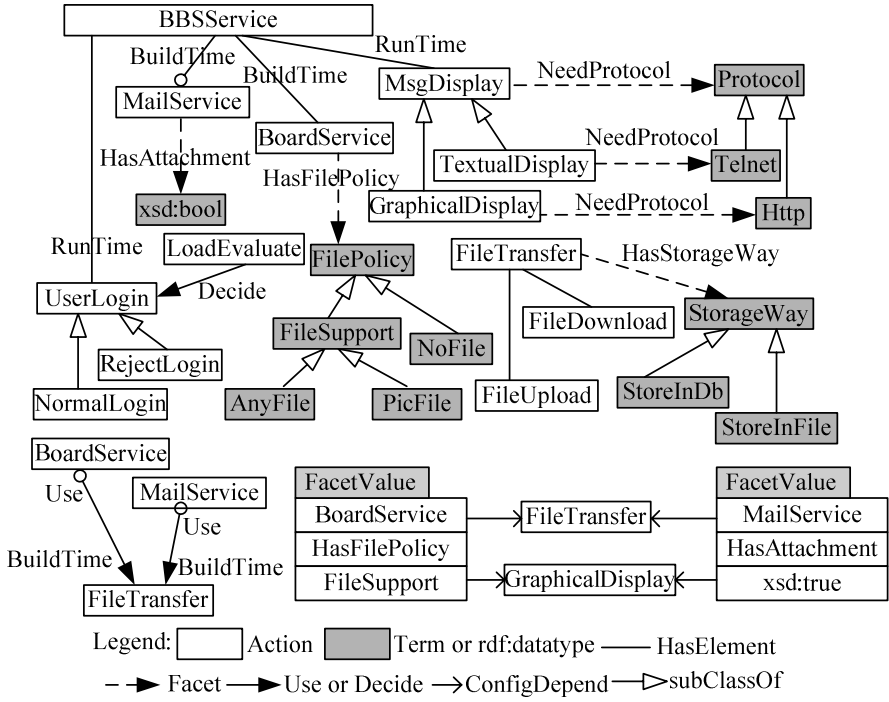 BBSService
RunTime
BuildTime
BuildTime
NeedProtocol
Protocol
MsgDisplay
MailService
BoardService
NeedProtocol
HasAttachment
TextualDisplay
Telnet
HasFilePolicy
NeedProtocol
xsd:bool
GraphicalDisplay
Http
RunTime
LoadEvaluate
FileTransfer
HasStorageWay
FilePolicy
Decide
UserLogin
StorageWay
FileDownload
FileSupport
NoFile
RejectLogin
StoreInDb
FileUpload
NormalLogin
AnyFile
PicFile
StoreInFile
BoardService
FacetValue
FacetValue
Use
MailService
BoardService
FileTransfer
MailService
Use
HasFilePolicy
HasAttachment
BuildTime
BuildTime
FileSupport
GraphicalDisplay
xsd:true
FileTransfer
Legend:
Action
Term or rdf:datatype
HasElement
Facet
Use or Decide
ConfigDepend
subClassOf